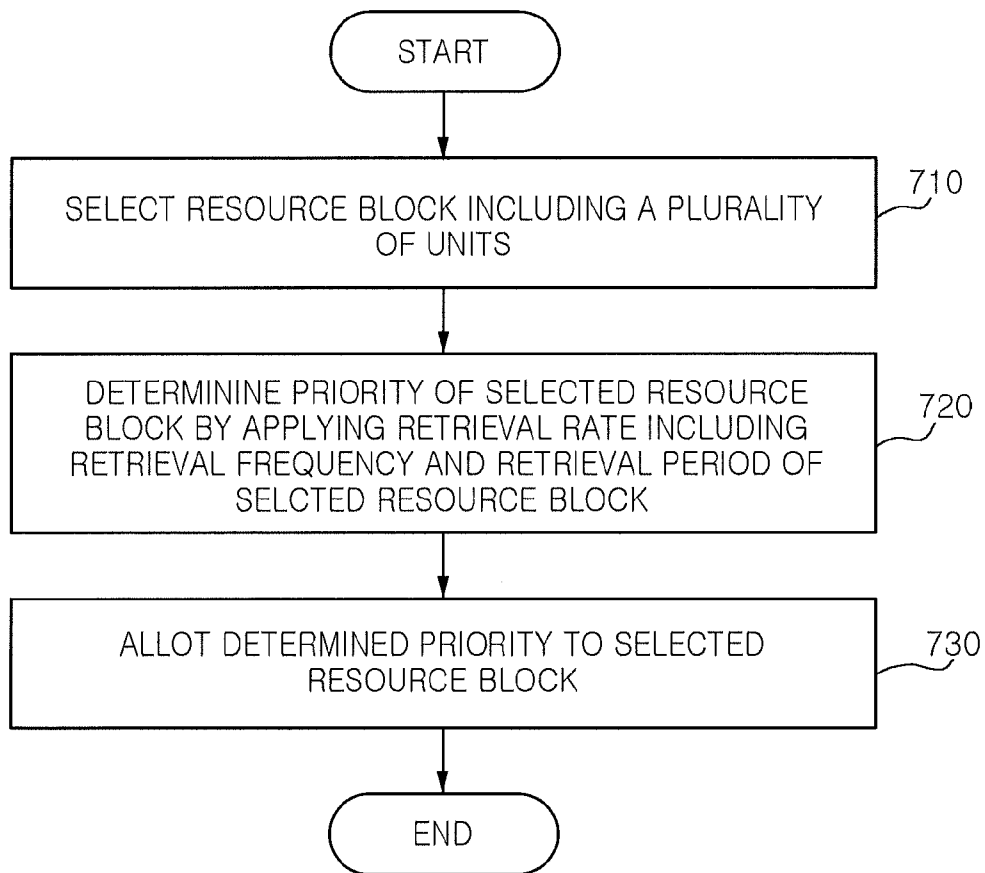 START
SELECT RESOURCE BLOCK INCLUDING A PLURALITY
OF UNITS
710
DETERMININE PRIORITY OF SELECTED RESOURCE
BLOCK BY APPLYING RETRIEVAL RATE INCLUDING
RETRIEVAL FREQUENCY AND RETRIEVAL PERIOD OF
SELCTED RESOURCE BLOCK
720
ALLOT DETERMINED PRIORITY TO SELECTED
RESOURCE BLOCK
730
END